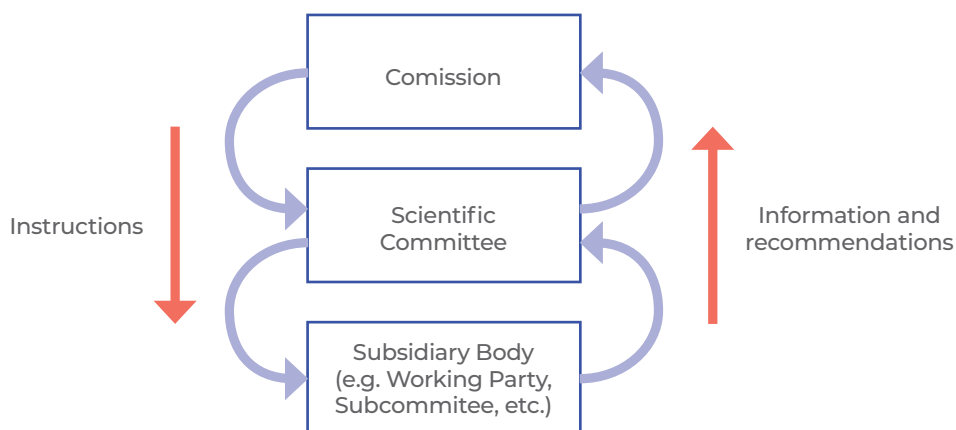 Comission
Instructions
Scientific
Committee
Information and
recommendations
Subsidiary Body
(e.g. Working Party,
Subcommitee, etc.)